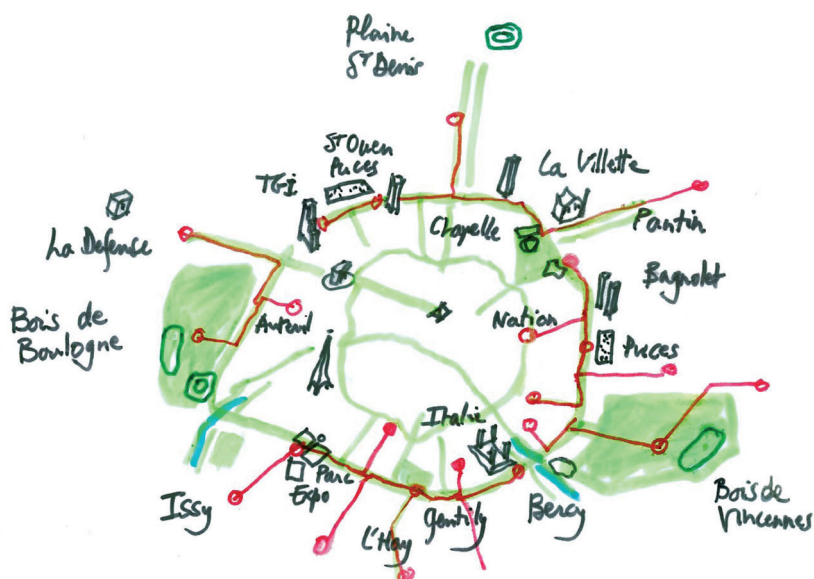 Plaine
St Denis
St Ouen
Puces
TGI
La Villette
Pantin
Chapelle
La Defense
Bagnolet
Nation
Auteuil
Bois de
Boulogne
Puces
Italie
Parc
Expo
Issy
L'Hay
Gentily
Bercy
Bois de
Vincennes